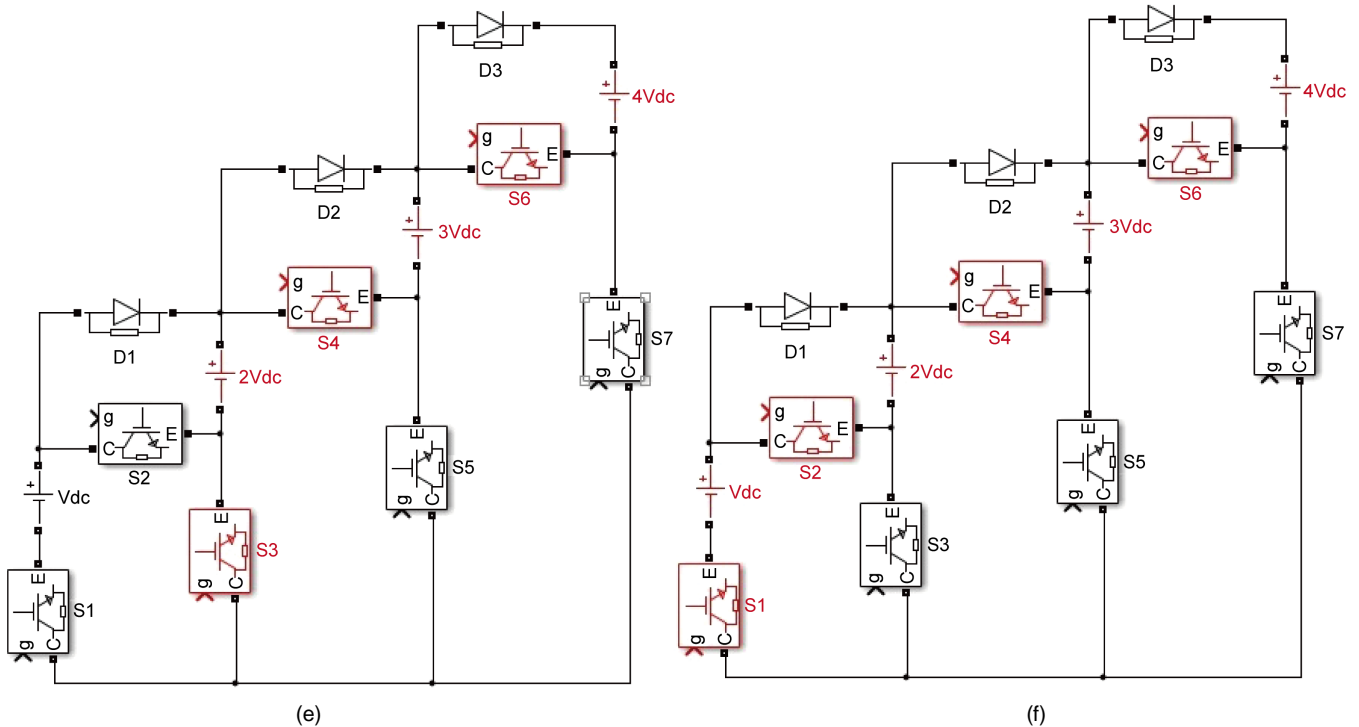 D3
+ 4Vdc
g
C E
S6
D2
+ 3Vdc
g
C E
S4
D1
+ 2Vdc
E
g C
S7
g
C E
S2
E
g C
S5
+ Vdc
E
g C
S3
E
g C
S1
(e)
D3
+ 4Vdc
g
C E
S6
D2
+ 3Vdc
g
C E
S4
D1
+ 2Vdc
E
g C
S7
g
C E
S2
E
g C
S5
+ Vdc
E
g C
S3
E
g C
S1
(f)